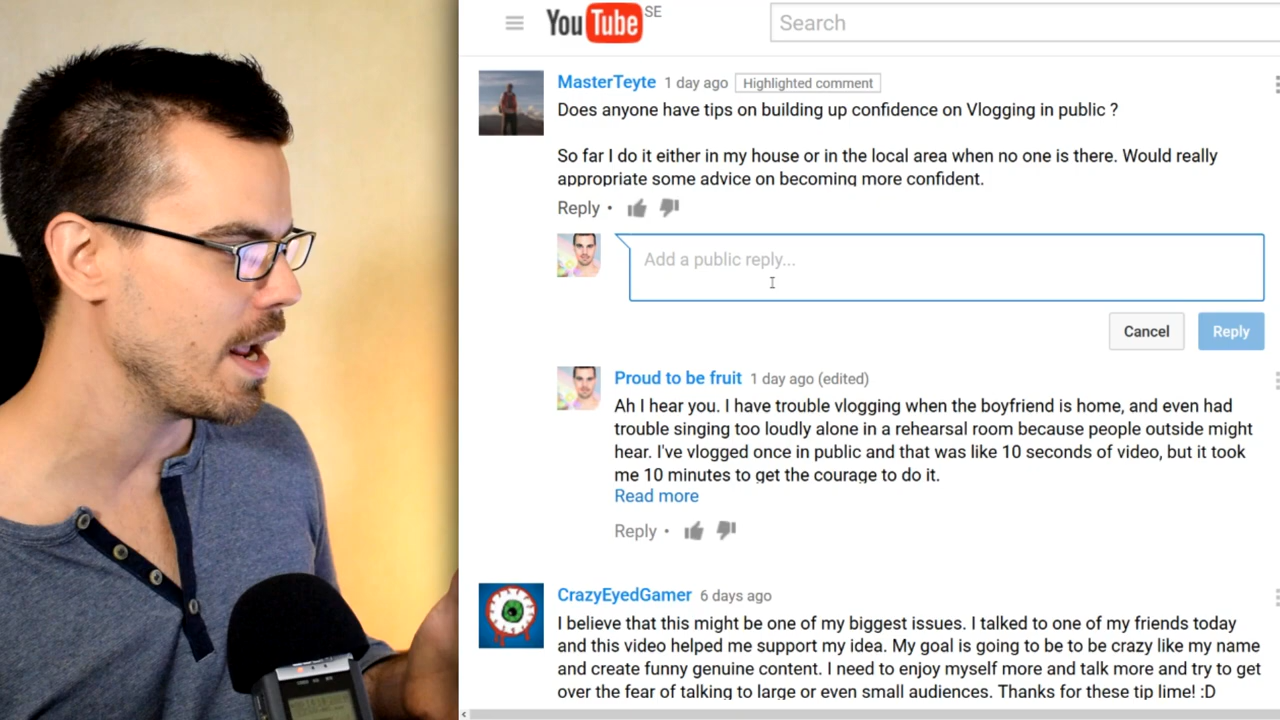 YouTube SE
Search
MasterTeyte 1 day ago Highlighted comment
Does anyone have tips on building up confidence on Vlogging in public ?
So far I do it either in my house or in the local area when no one is there. Would really
appropriate some advice on becoming more confident.
Reply •
Add a public reply...
Cancel Reply
Proud to be fruit 1 day ago (edited)
Ah I hear you. I have trouble vlogging when the boyfriend is home, and even had
trouble singing too loudly alone in a rehearsal room because people outside might
hear. I've vlogged once in public and that was like 10 seconds of video, but it took
me 10 minutes to get the courage to do it.
Read more
Reply •
CrazyEyedGamer 6 days ago
I believe that this might be one of my biggest issues. I talked to one of my friends today
and this video helped me support my idea. My goal is going to be to be crazy like my name
and create funny genuine content. I need to enjoy myself more and talk more and try to get
over the fear of talking to large or even small audiences. Thanks for these tip lime! :D